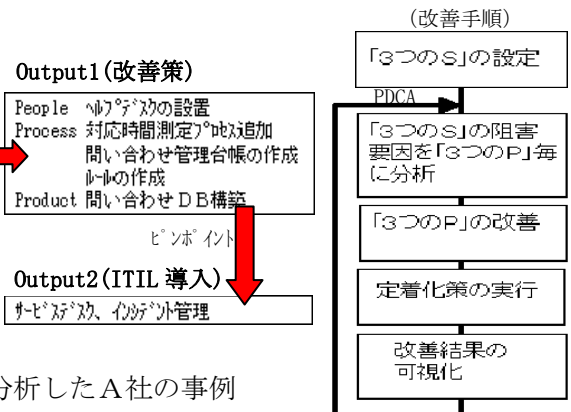 Output1(改善策)
People ﾍﾙﾌﾟﾃﾞｽｸの設置
Process 対応時間測定ﾌﾟﾛｾｽ追加
問い合わせ管理台帳の作成
ﾙｰﾙの作成
Product 問い合わせＤＢ構築
ﾋﾟﾝﾎﾟｲﾝﾄ
Output2(ITIL 導入)
ｻｰﾋﾞｽﾃﾞｽｸ、ｲﾝｼﾃﾞﾝﾄ管理
分析したＡ社の事例
(改善手順)
「3つのS」の設定
PDCA
「3つのS」の阻害
要因を「3つのP」毎
に分析
「3つのP」の改善
定着化策の実行
改善結果の
可視化